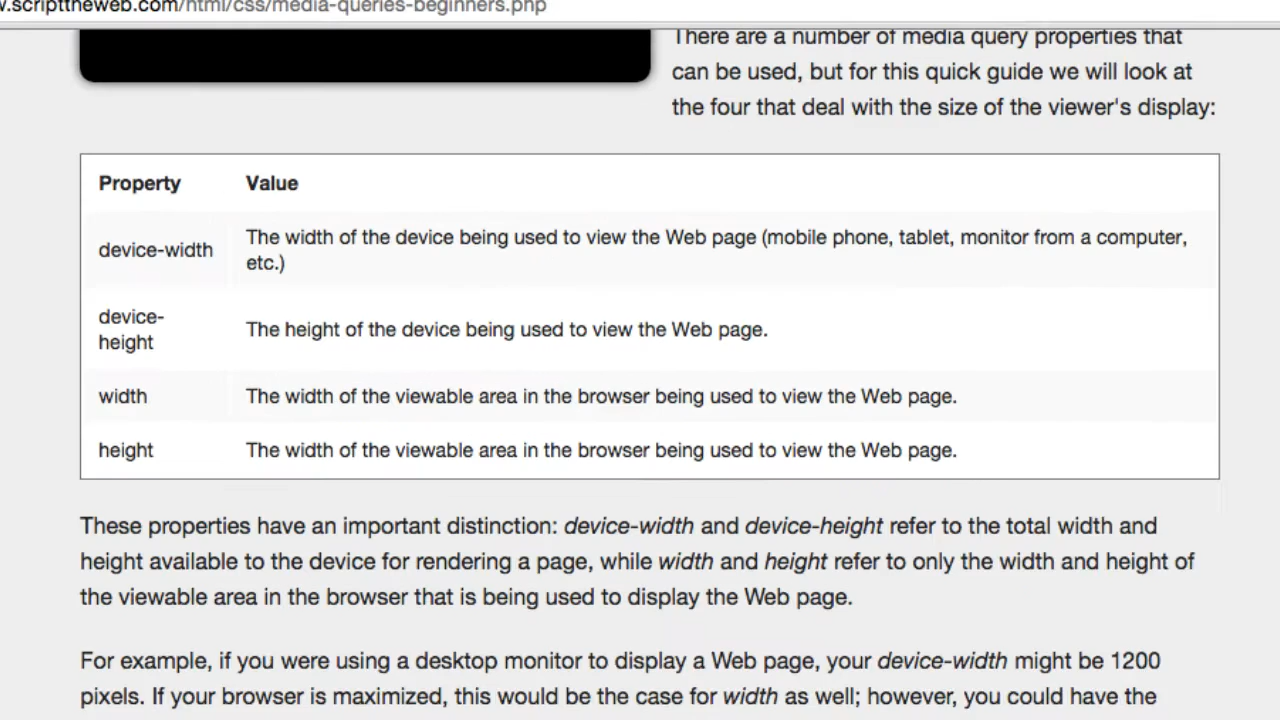 w.scripttheweb.com/html/css/media-queries-beginners.php
There are a number of media query properties that
can be used, but for this quick guide we will look at
the four that deal with the size of the viewer's display:
Property Value
device-width The width of the device being used to view the Web page (mobile phone, tablet, monitor from a computer,
etc.)
device-
height The height of the device being used to view the Web page.
width The width of the viewable area in the browser being used to view the Web page.
height The width of the viewable area in the browser being used to view the Web page.
These properties have an important distinction: device-width and device-height refer to the total width and
height available to the device for rendering a page, while width and height refer to only the width and height of
the viewable area in the browser that is being used to display the Web page.
For example, if you were using a desktop monitor to display a Web page, your device-width might be 1200
pixels. If your browser is maximized, this would be the case for width as well; however, you could have the